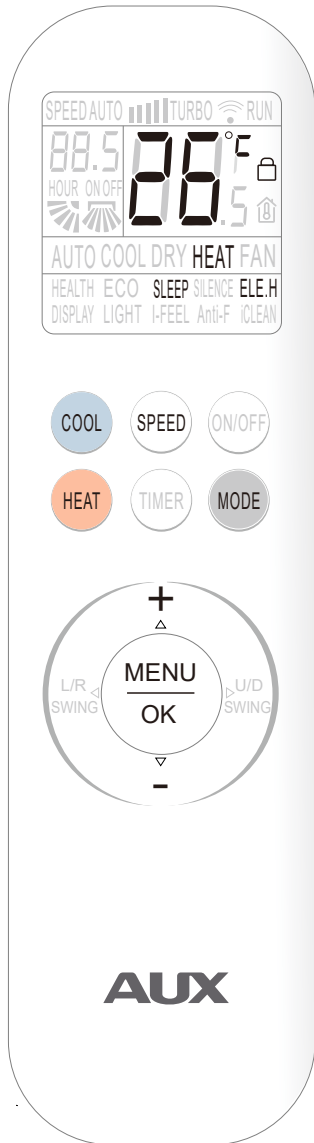 SPEED AUTO TURBO RUN
88.5 26°C
HOUR ON OFF .5
AUTO COOL DRY HEAT FAN
HEALTH ECO SLEEP SILENCE ELE.H
DISPLAY LIGHT I-FEEL Anti-F iCLEAN
COOL SPEED ON/OFF
HEAT TIMER MODE
+
L/R SWING MENU U/D SWING
OK
-
AUX